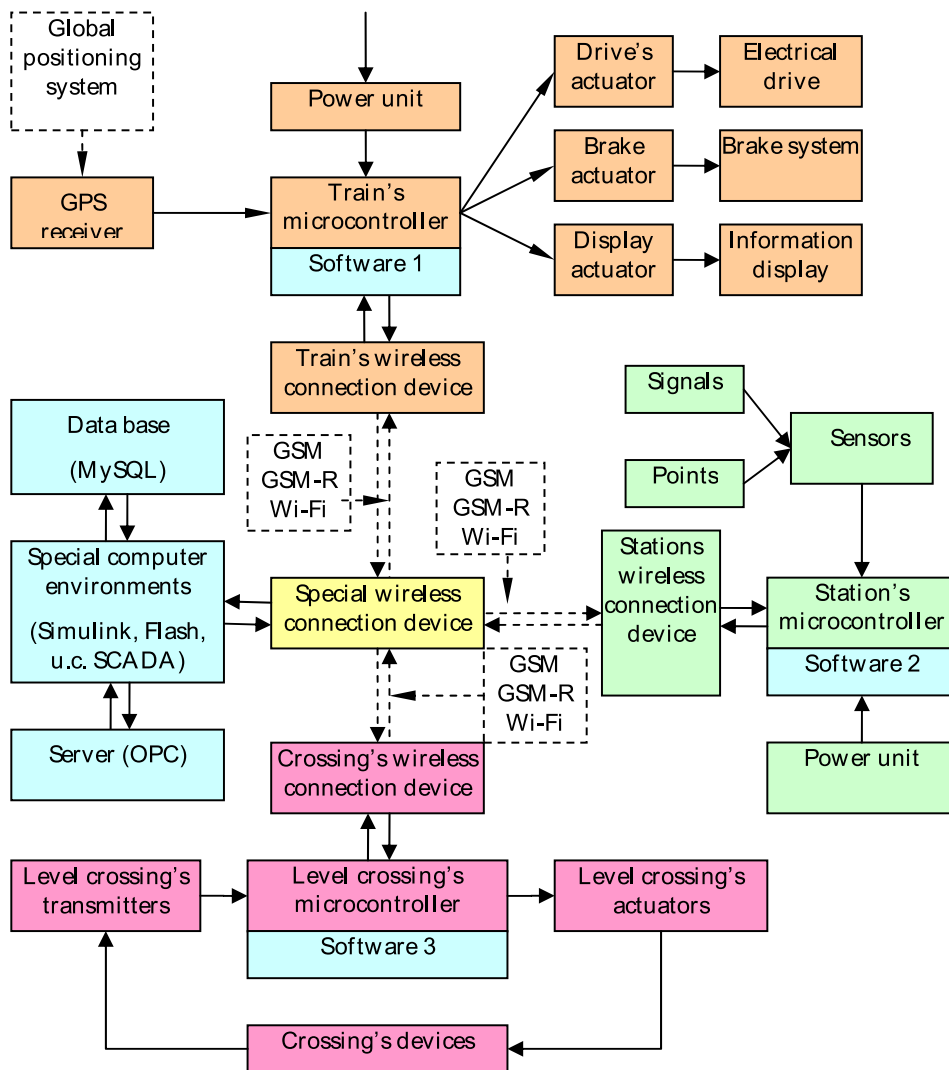 Global
positioning
system
Power unit
Drive's
actuator
Electrical
drive
Brake
actuator
Brake system
GPS
receiver
Train's
microcontroller
Software 1
Display
actuator
Information
display
Train's wireless
connection device
Signals
Sensors
Points
Data base
(MySQL)
GSM
GSM-R
Wi-Fi
GSM
GSM-R
Wi-Fi
Special computer
environments
(Simulink, Flash,
u.c. SCADA)
Special wireless
connection device
Stations
wireless
connection
device
Station's
microcontroller
Software 2
GSM
GSM-R
Wi-Fi
Server (OPC)
Crossing's wireless
connection device
Power unit
Level crossing's
transmitters
Level crossing's
microcontroller
Software 3
Level crossing's
actuators
Crossing's devices